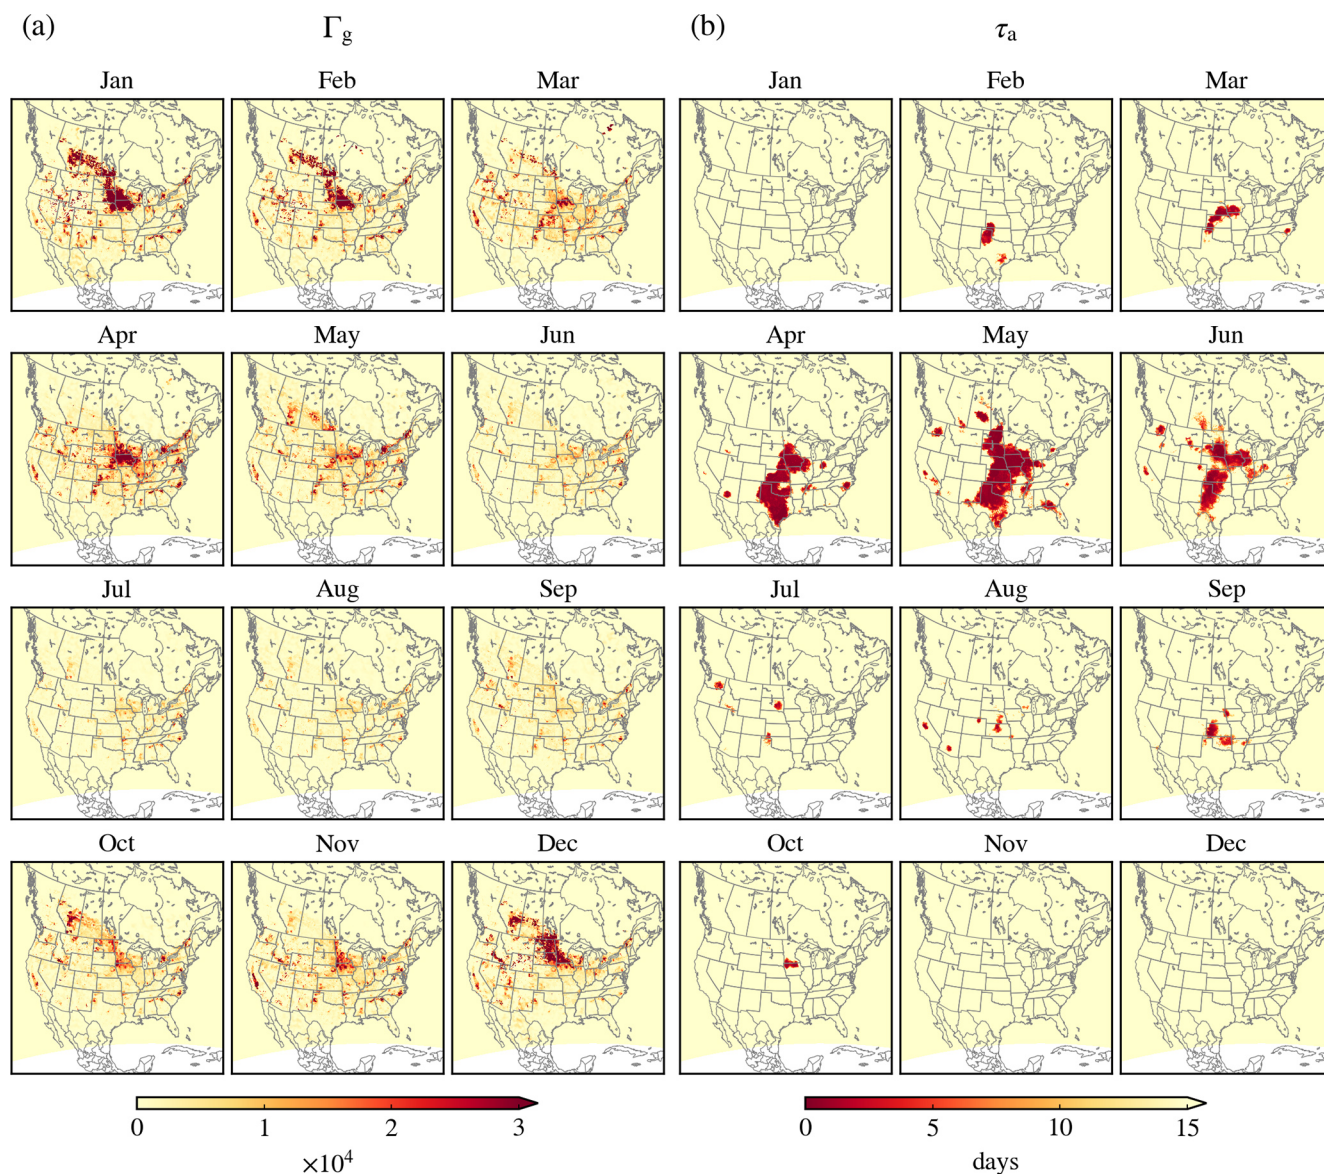 (a) Γg (b) τa
Jan Feb Mar Jan Feb Mar
Apr May Jun Apr May Jun
Jul Aug Sep Jul Aug Sep
Oct Nov Dec Oct Nov Dec
0 1 2 3 0 5 10 15
×10⁴ days